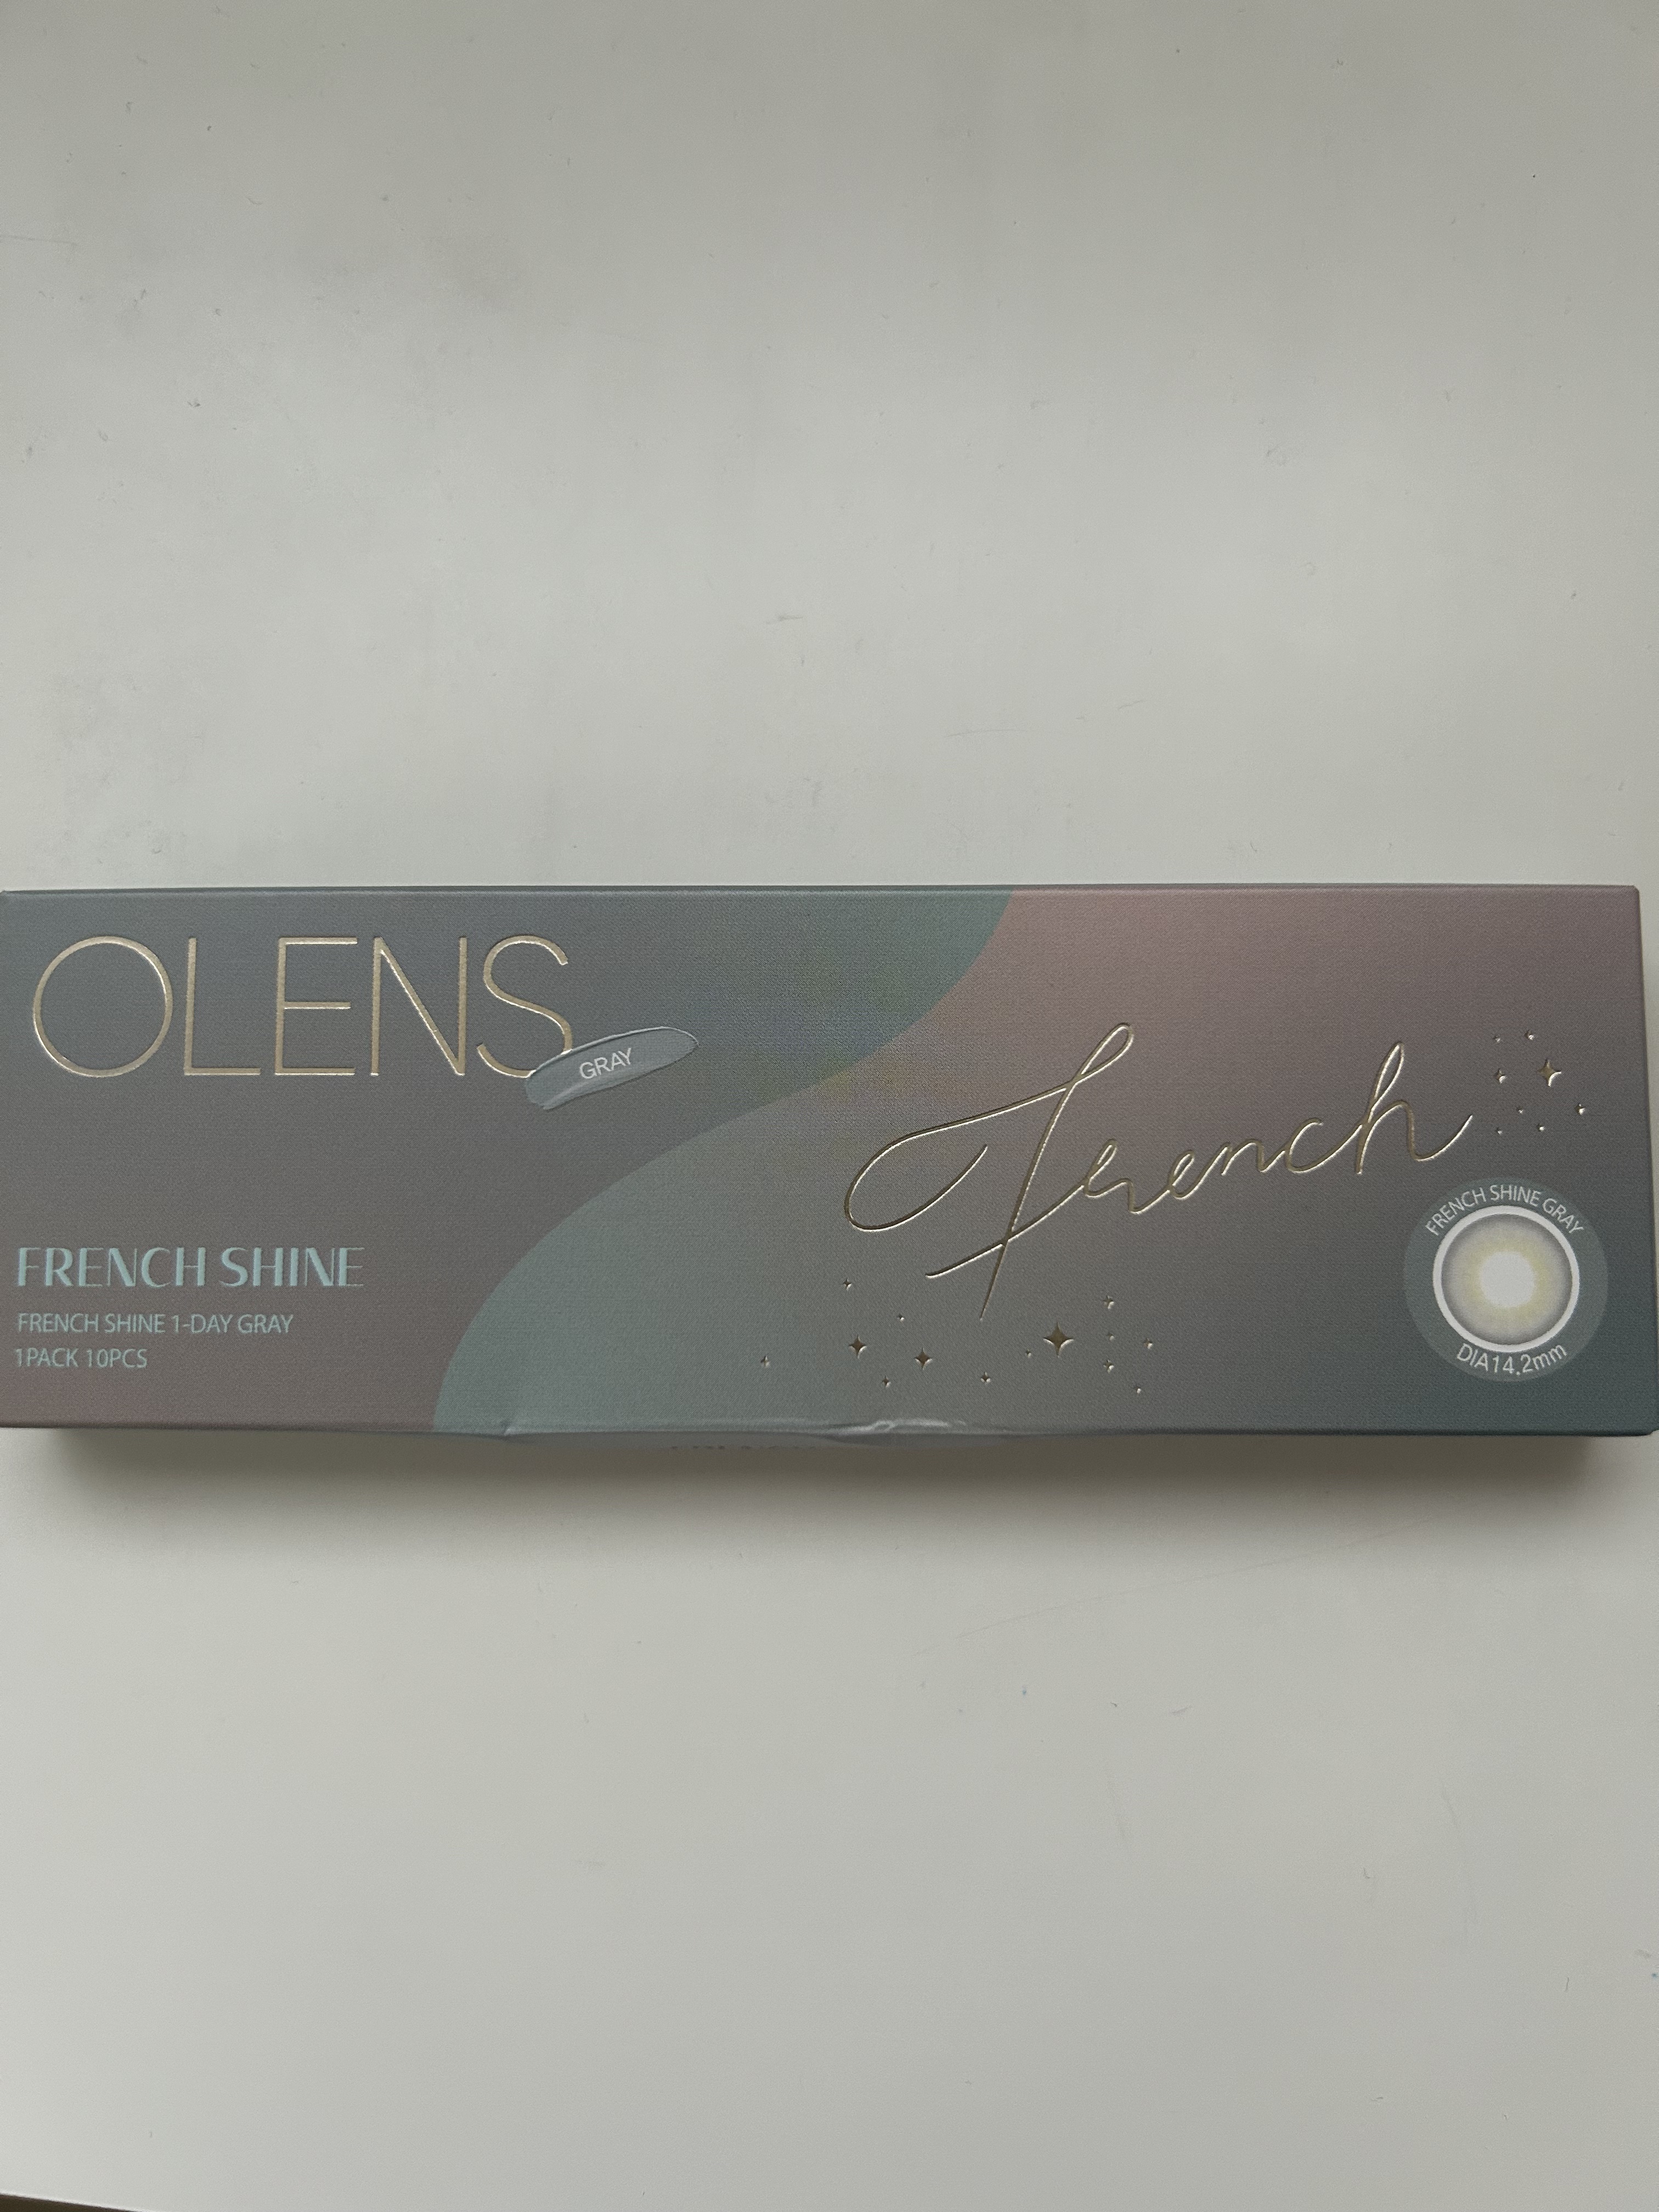 OLENS
GRAY
French
FRENCH SHINE
FRENCH SHINE 1-DAY GRAY
1PACK 10PCS
FRENCH SHINE GRAY
DIA14.2mm